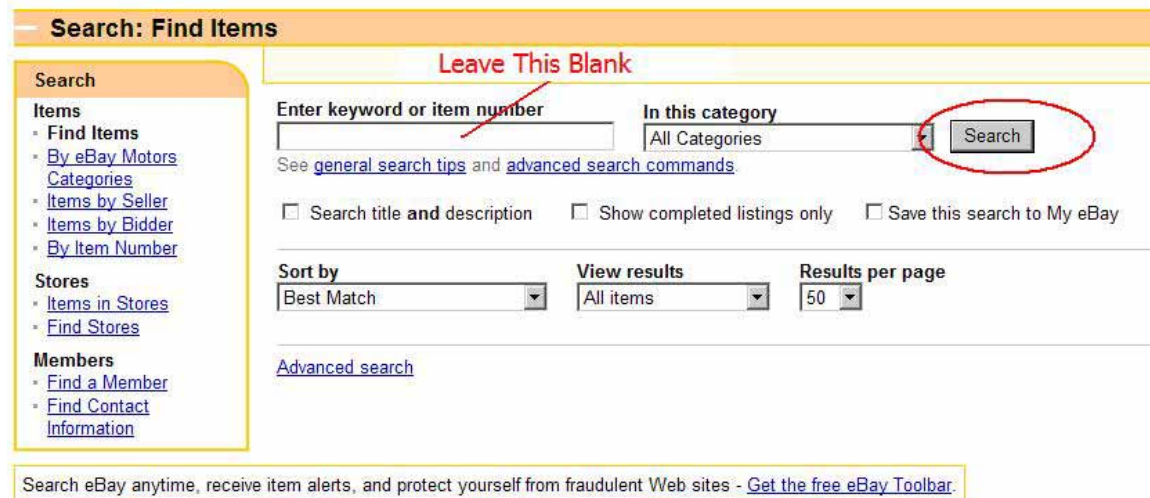 Search: Find Items
Leave This Blank
Search
Items
Find Items
By eBay Motors
Categories
Items by Seller
Items by Bidder
By Item Number
Stores
Items in Stores
Find Stores
Members
Find a Member
Find Contact
Information
Enter keyword or item number
In this category
All Categories
Search
See general search tips and advanced search commands.
Search title and description
Show completed listings only
Save this search to My eBay
Sort by
View results
Results per page
Best Match
All items
50
Advanced search
Search eBay anytime, receive item alerts, and protect yourself from fraudulent Web sites - Get the free eBay Toolbar.